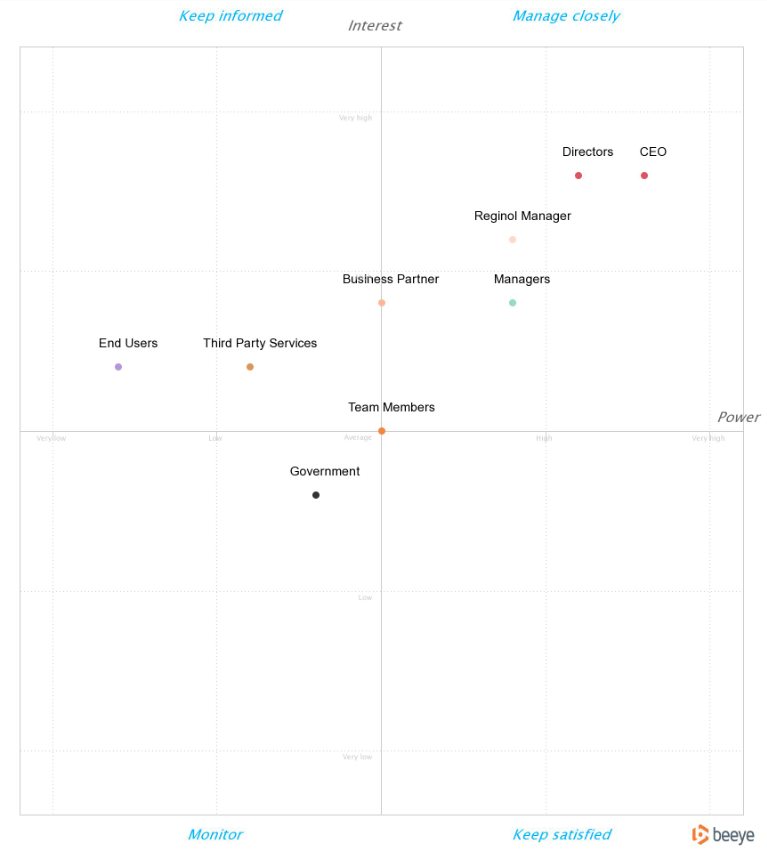 Keep informed
Manage closely
Interest
Very high
Directors
CEO
Reginol Manager
Business Partner
Managers
End Users
Third Party Services
Team Members
Power
Very low
Low
Average
High
Very high
Government
Low
Very low
Monitor
Keep satisfied
beeye